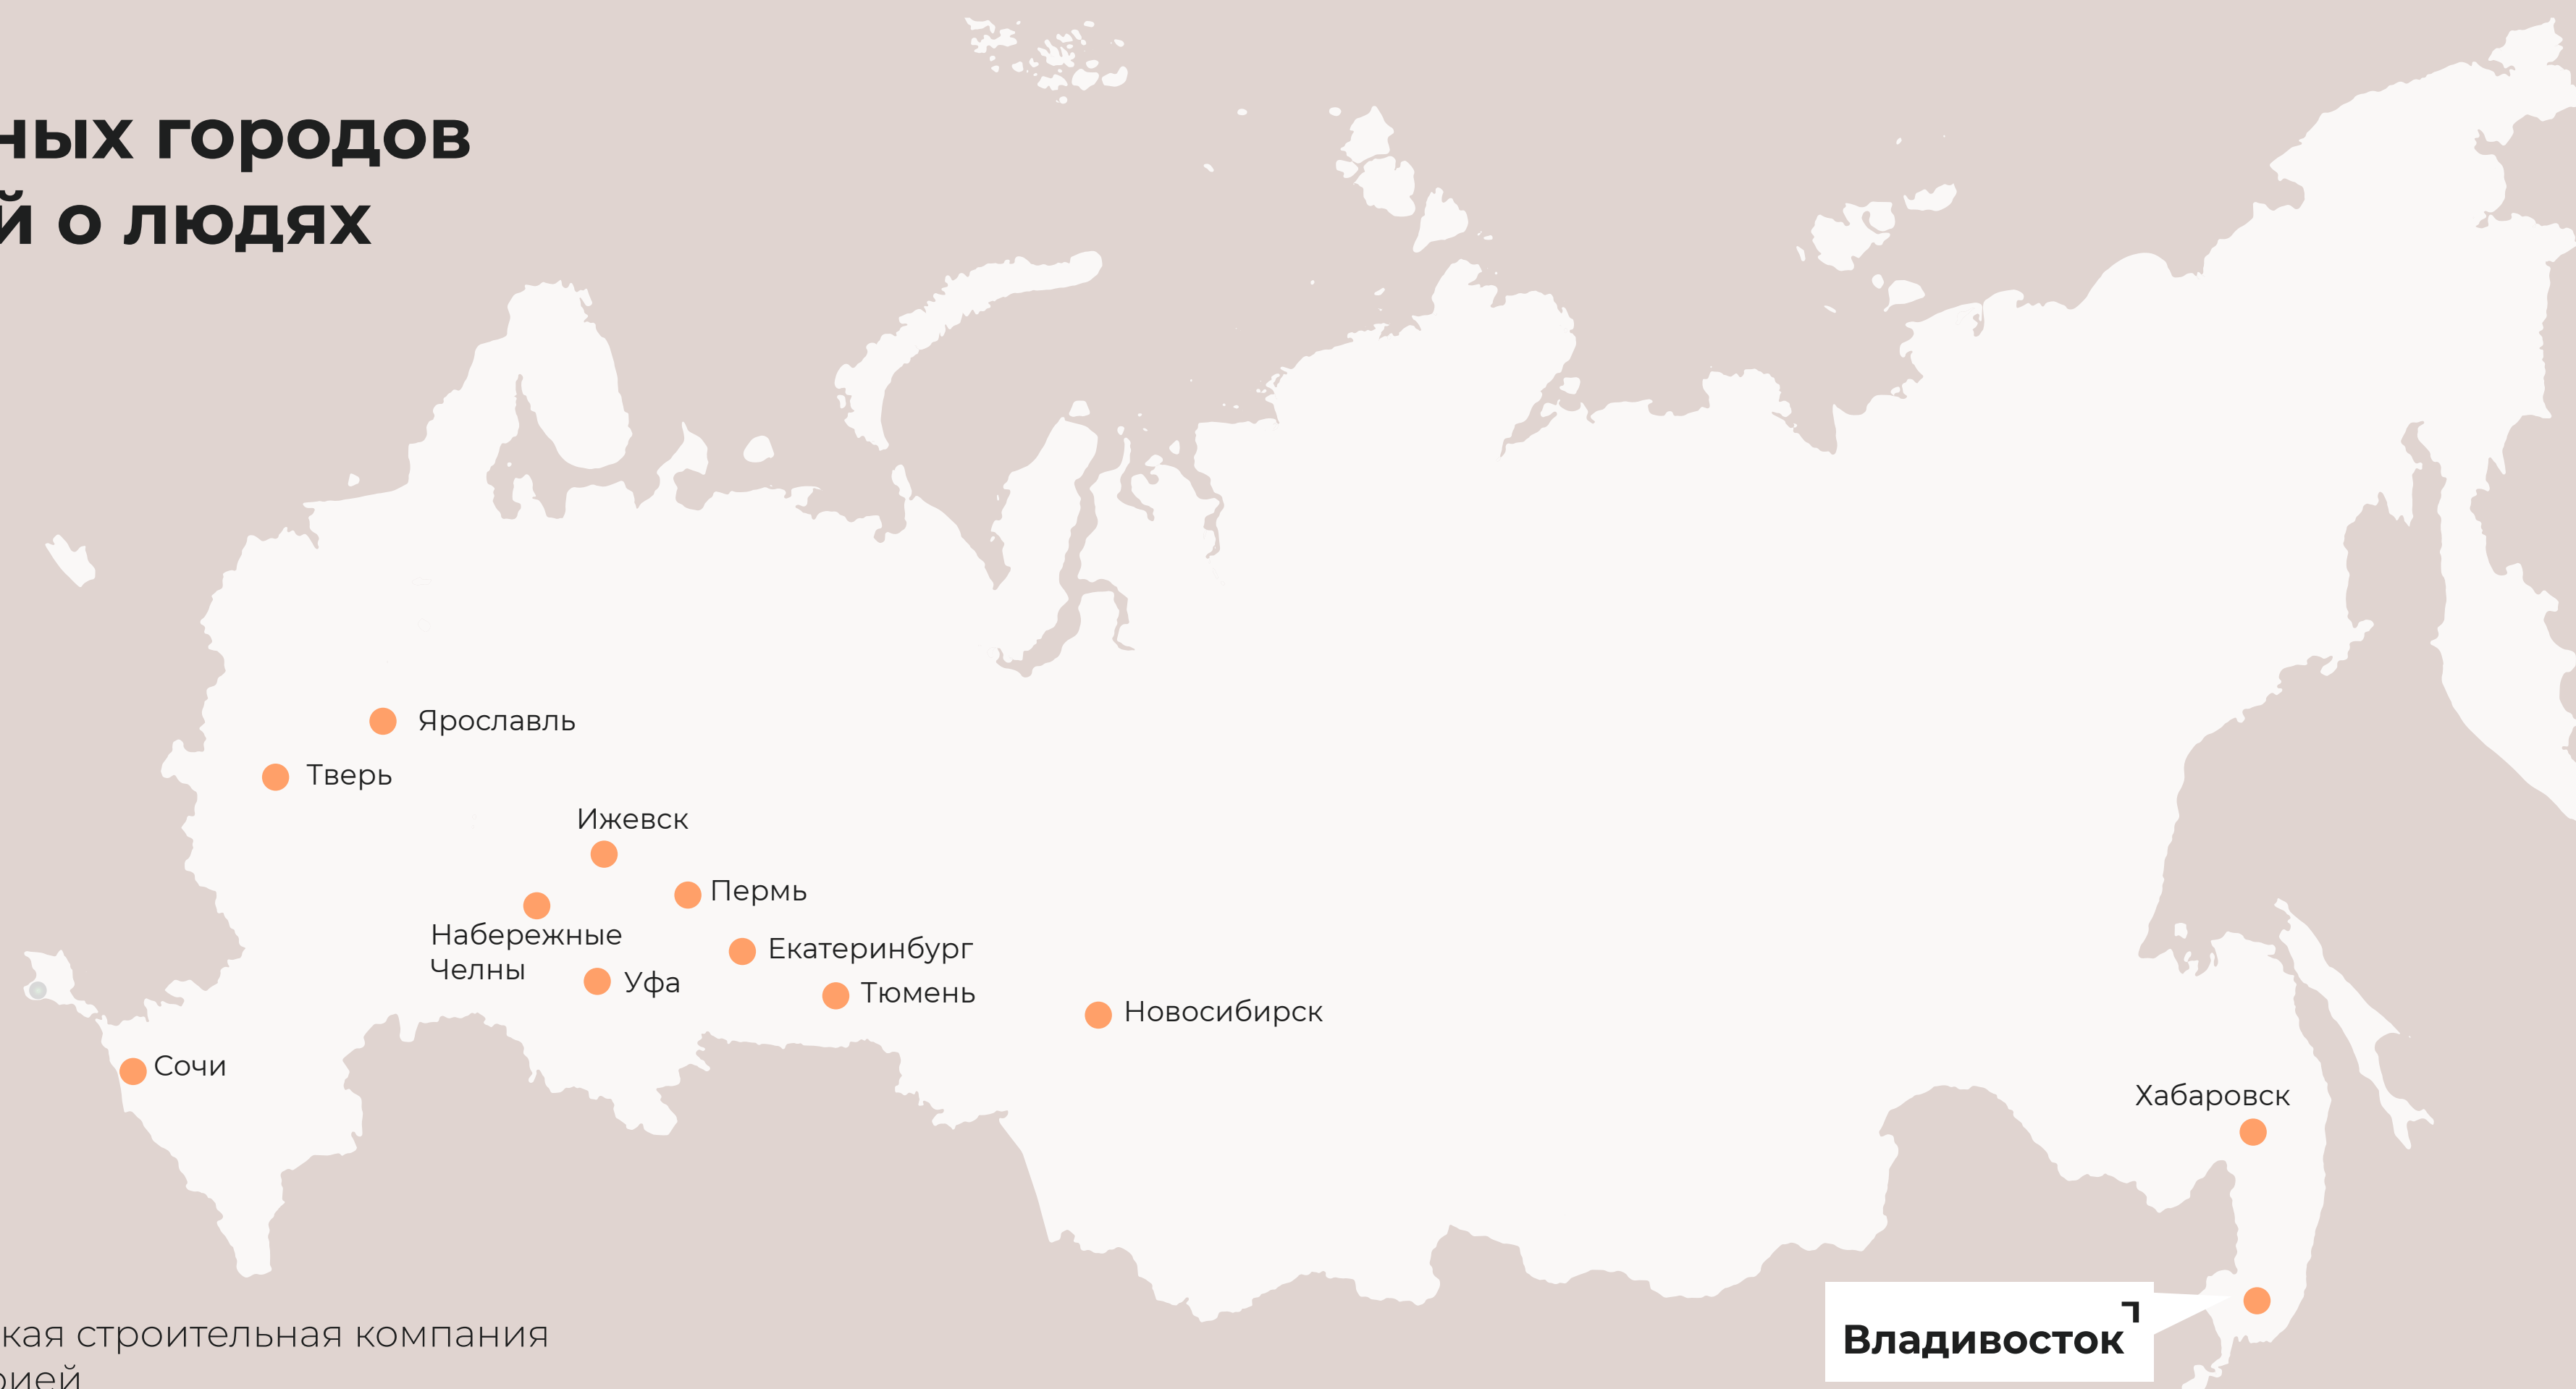 ных городов
й о людях
Ярославль
Тверь
Ижевск
Пермь
Набережные
Челны
Екатеринбург
Уфа
Тюмень
Новосибирск
Сочи
Хабаровск
Владивосток
кая строительная компания
рией